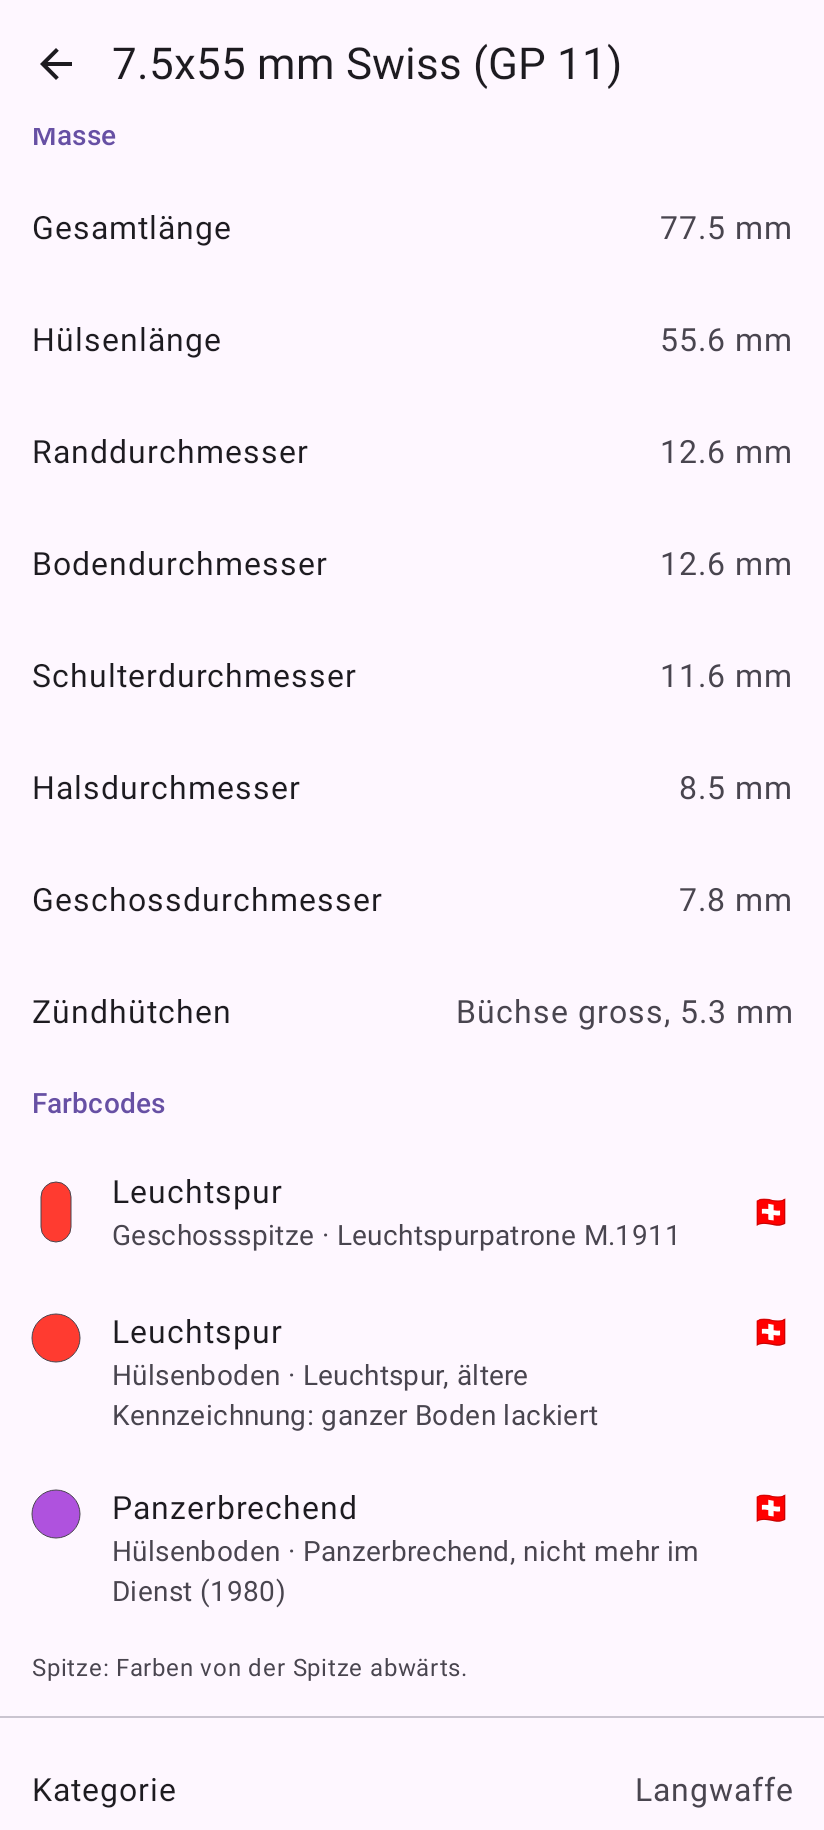 7.5x55 mm Swiss (GP 11)
Masse
Gesamtlänge 77.5 mm
Hülsenlänge 55.6 mm
Randdurchmesser 12.6 mm
Bodendurchmesser 12.6 mm
Schulterdurchmesser 11.6 mm
Halsdurchmesser 8.5 mm
Geschossdurchmesser 7.8 mm
Zündhütchen Büchse gross, 5.3 mm
Farbcodes
Leuchtspur
Geschossspitze · Leuchtspurpatrone M.1911
Leuchtspur
Hülsenboden · Leuchtspur, ältere
Kennzeichnung: ganzer Boden lackiert
Panzerbrechend
Hülsenboden · Panzerbrechend, nicht mehr im
Dienst (1980)
Spitze: Farben von der Spitze abwärts.
Kategorie Langwaffe